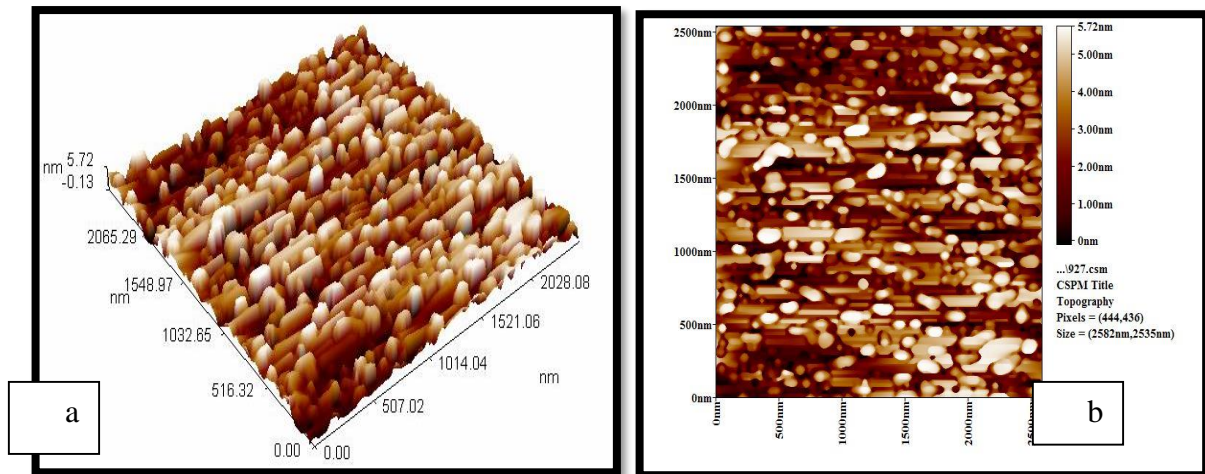 nm 5.72
-0.13
2065.29
1548.97
nm
1032.65
516.32
0.00
0.00
507.02
1014.04
1521.06
2028.08
nm
a
2500nm
2000nm
1500nm
1000nm
500nm
0nm
0nm
500nm
1000nm
1500nm
2000nm
5.72nm
5.00nm
4.00nm
3.00nm
2.00nm
1.00nm
0nm
...\927.csm
CSPM Title
Topography
Pixels = (444,436)
Size = (2582nm,2535nm)
b